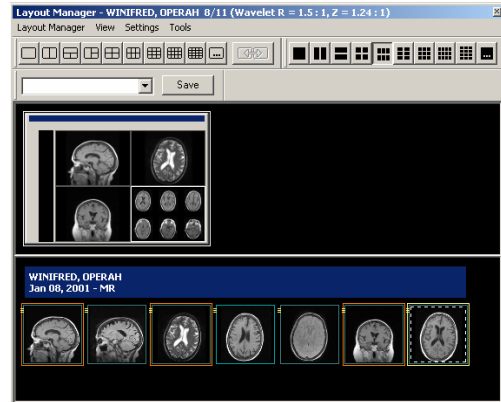 Layout Manager - WINIFRED, OPERAH 8/11 (Wavelet R = 1.5 : 1, Z = 1.24 : 1)
Layout Manager View Settings Tools
...
...
Save
WINIFRED, OPERAH
Jan 08, 2001 - MR